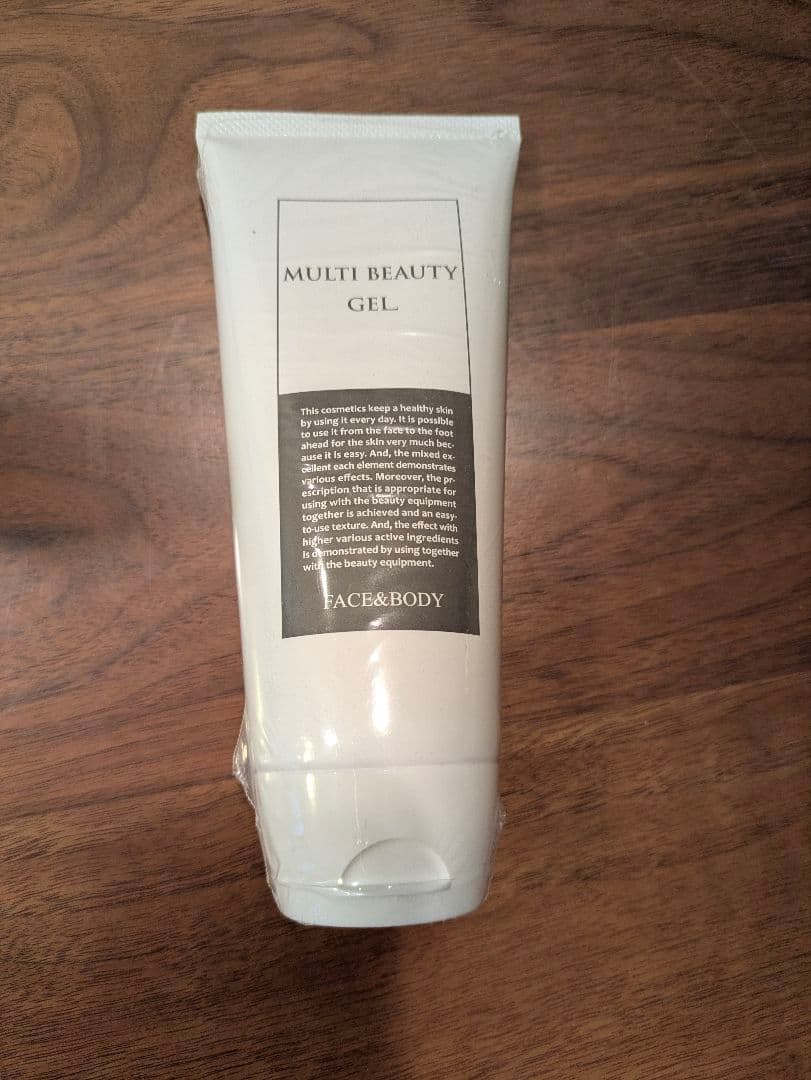 MULTI BEAUTY
GEL
This cosmetics keep a healthy skin
by using it every day. It is possible
to use it from the face to the foot
ahead for the skin very much bec-
ause it is easy. And, the mixed ex-
cellent each element demonstrates
various effects. Moreover, the pr-
escription that is appropriate for
using with the beauty equipment
together is achieved and an easy-
to-use texture. And, the effect with
higher various active ingredients
is demonstrated by using together
with the beauty equipment.
FACE&BODY